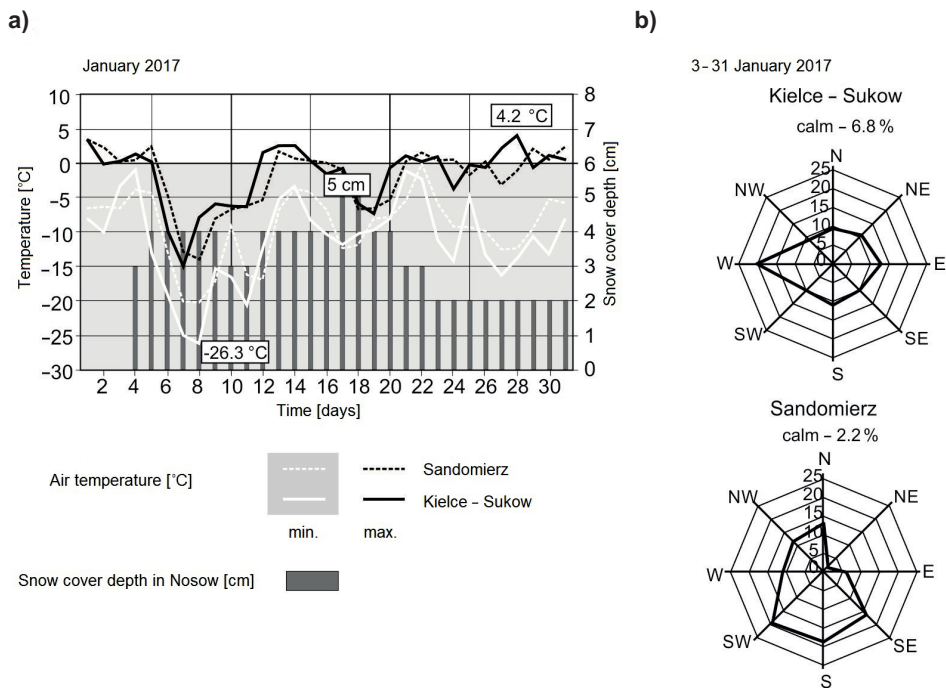 a)
January 2017
Temperature [°C]
10
5
0
−5
−10
−15
−20
−25
−30
4.2 °C
5 cm
-26.3 °C
8
7
6
5
4
3
2
1
0
Snow cover depth [cm]
2 4 6 8 10 12 14 16 18 20 22 24 26 28 30
Time [days]
Air temperature [°C]
Sandomierz
Kielce – Sukow
min. max.
Snow cover depth in Nosow [cm]
b)
3-31 January 2017
Kielce – Sukow
calm – 6.8 %
N
NW NE
25
20
15
10
5
0
W E
SW SE
S
Sandomierz
calm – 2.2 %
N
NW NE
25
20
15
10
5
0
W E
SW SE
S